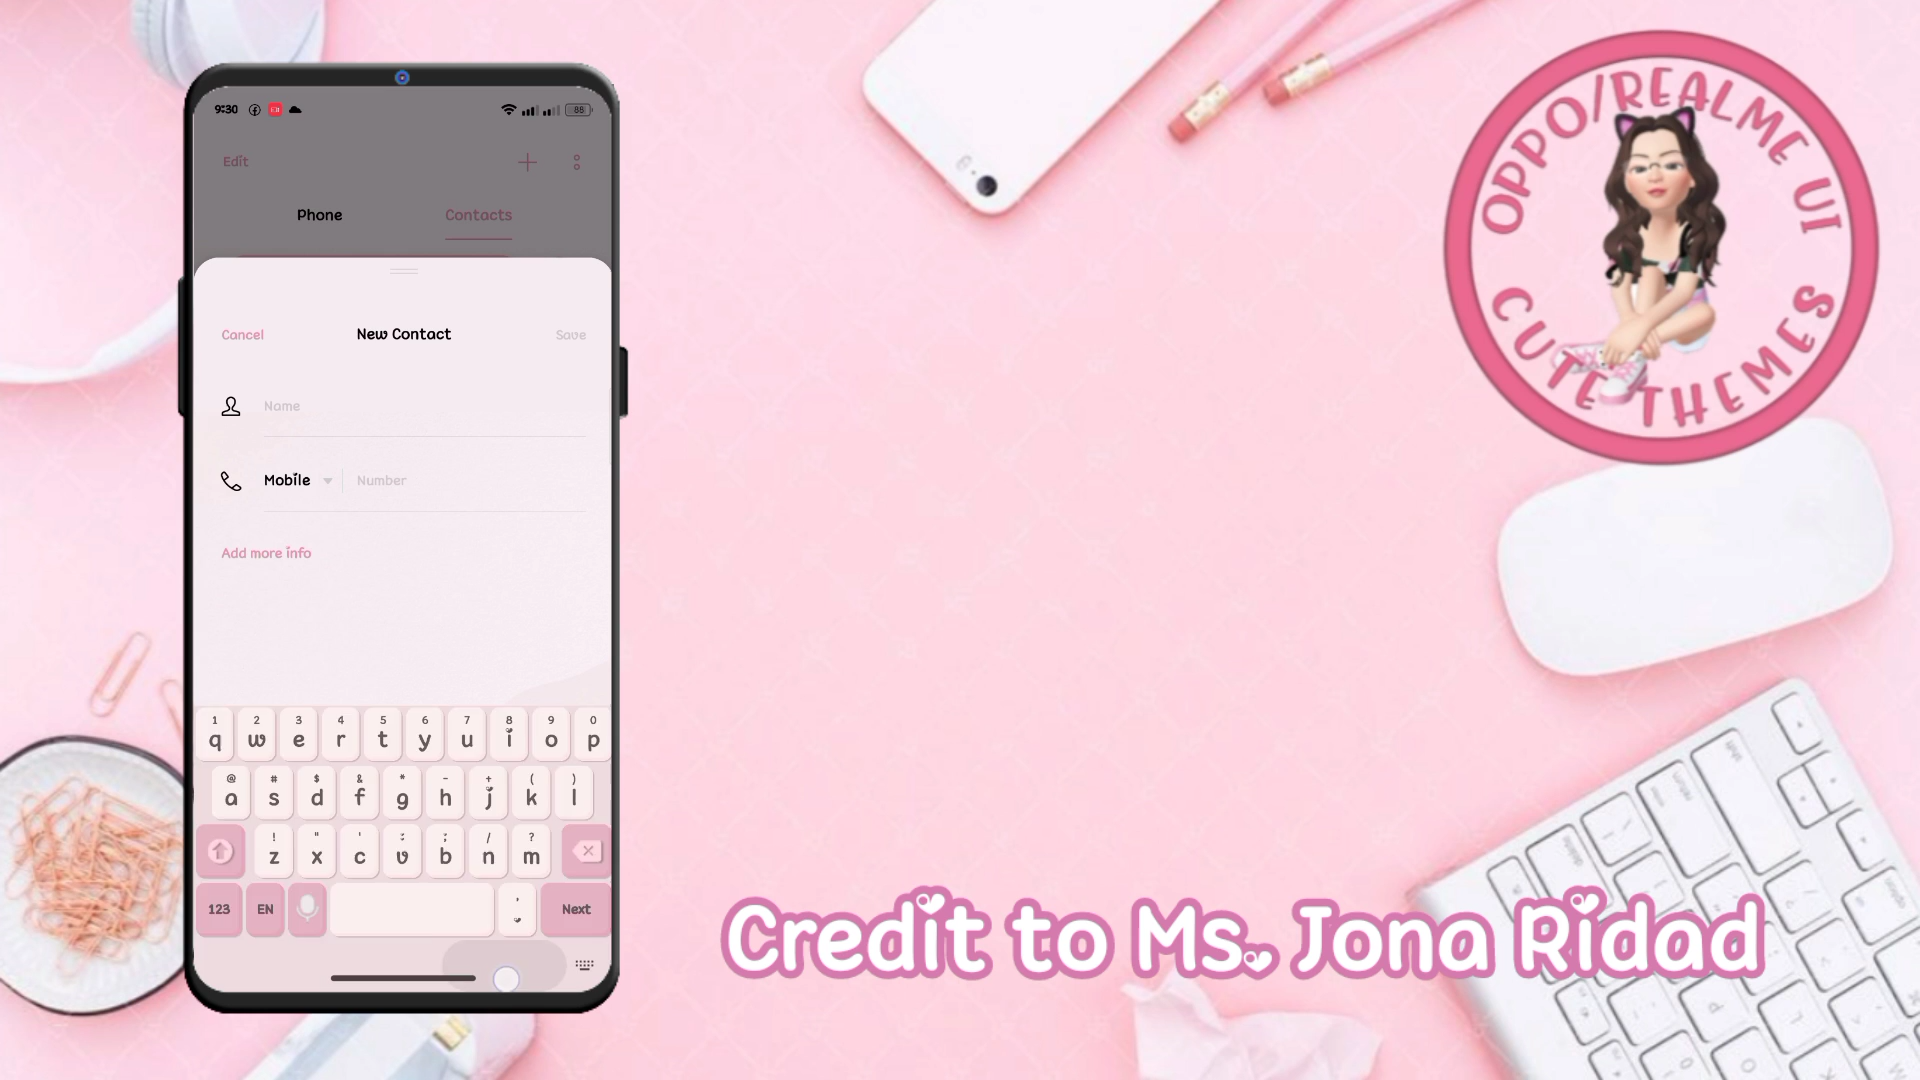 9:30
86
Edit
Phone Contacts
Cancel New Contact Save
Name
Mobile Number
Add more info
1 2 3 4 5 6 7 8 9 0
q w e r t y u i o p
@ # $ & * - + ( )
a s d f g h j k l
! " ' : ; / ?
z x c v b n m
123 EN , . Next
OPPO/REALME UI
CUTE THEMES
Credit to Ms. Jona Ridad